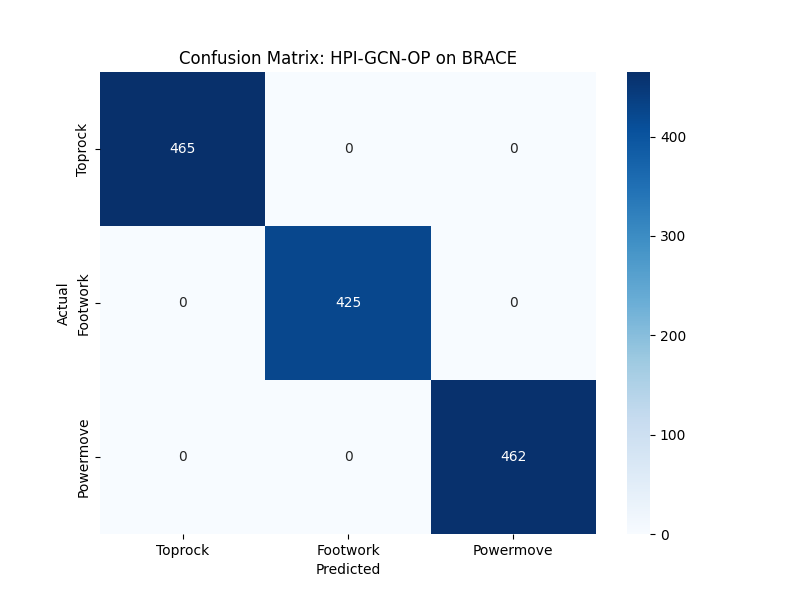 Confusion Matrix: HPI-GCN-OP on BRACE
Actual
Toprock
465 0 0
Footwork
0 425 0
Powermove
0 0 462
Toprock Footwork Powermove
Predicted
400
300
200
100
0